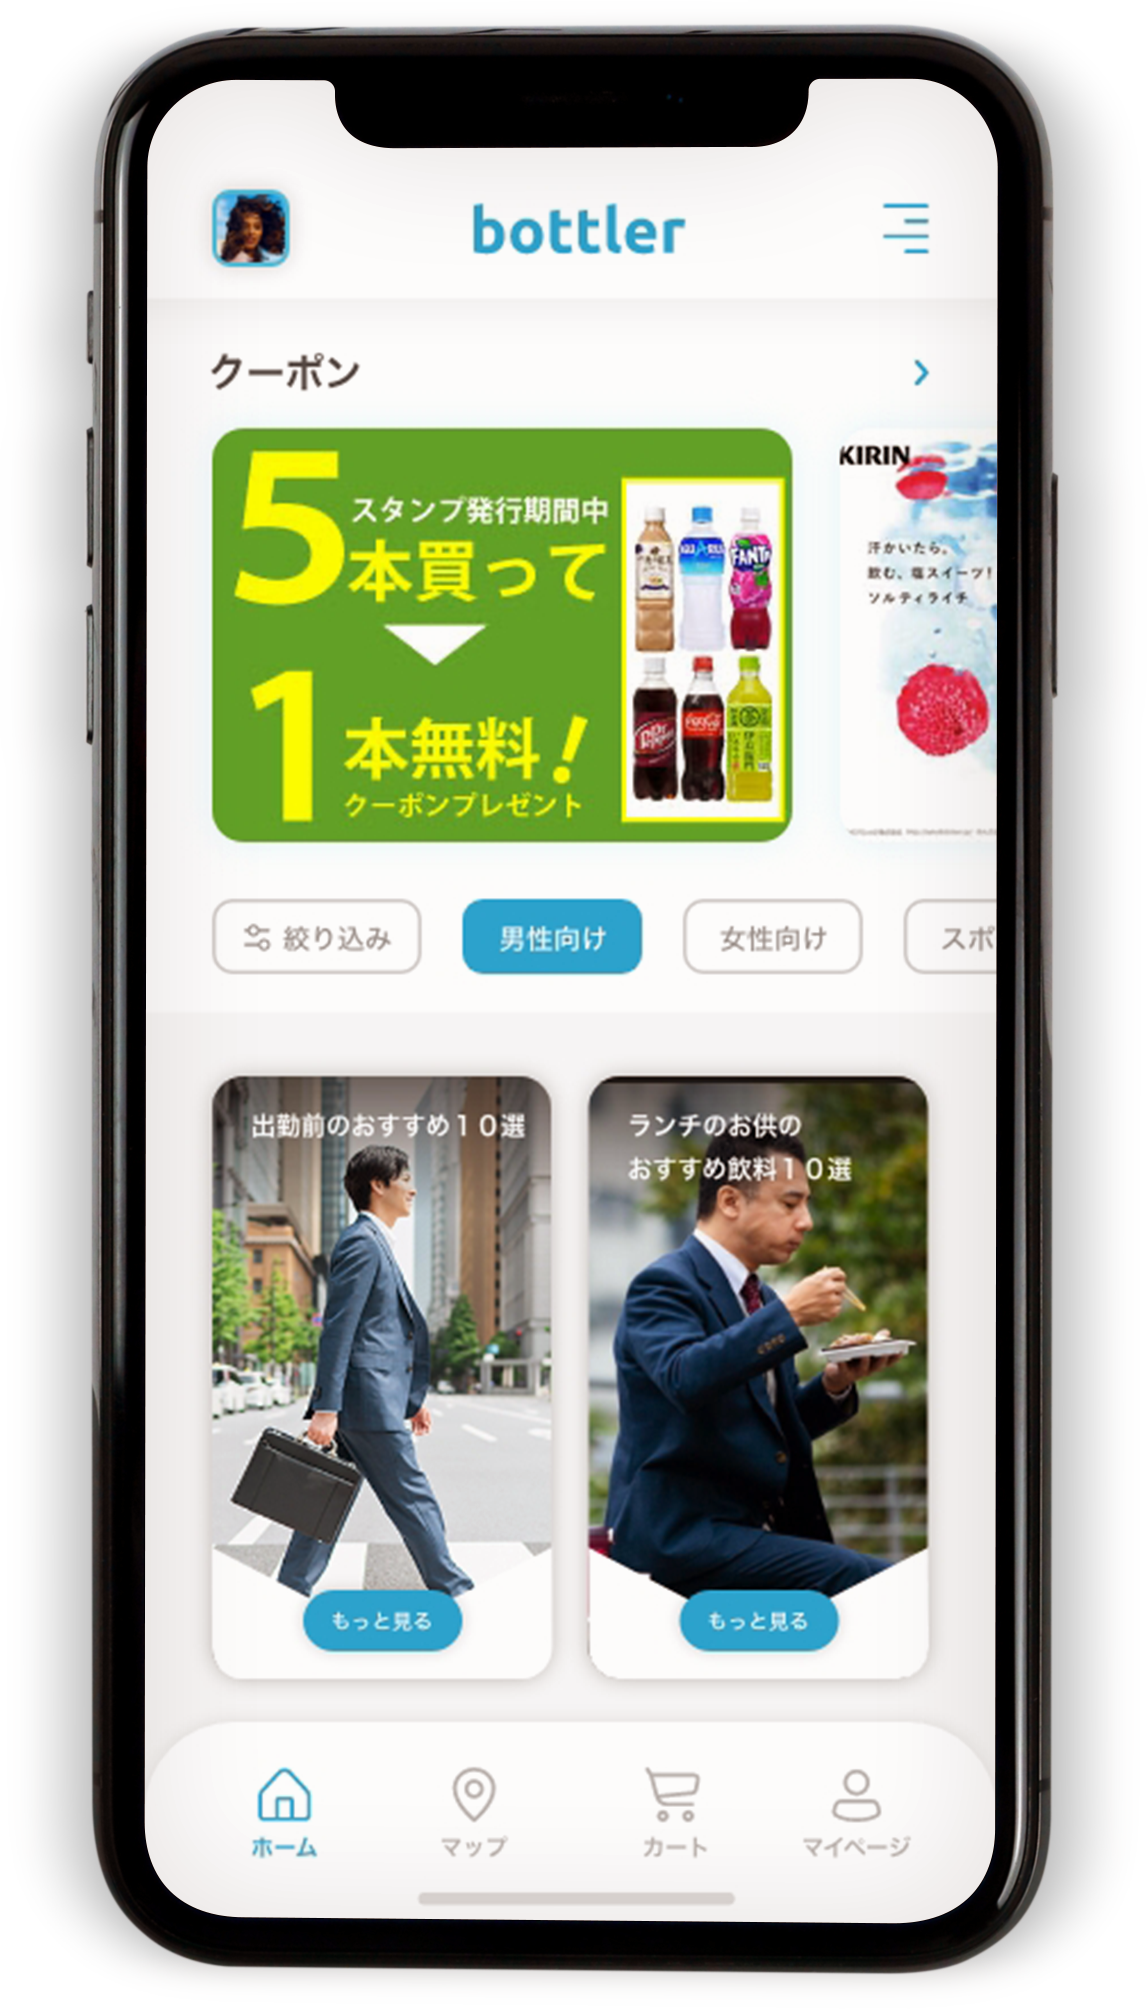 bottler
クーポン
5
スタンプ発行期間中
本買って
1
本無料!
クーポンプレゼント
AQUARIUS
FANTA
Dr Pepper
Coca-Cola
KIRIN
汗かいたら。
飲む、塩スイーツ!
ソルティライチ
絞り込み
男性向け
女性向け
スポ
出勤前のおすすめ10選
ランチのお供の
おすすめ飲料10選
もっと見る
もっと見る
ホーム
マップ
カート
マイページ